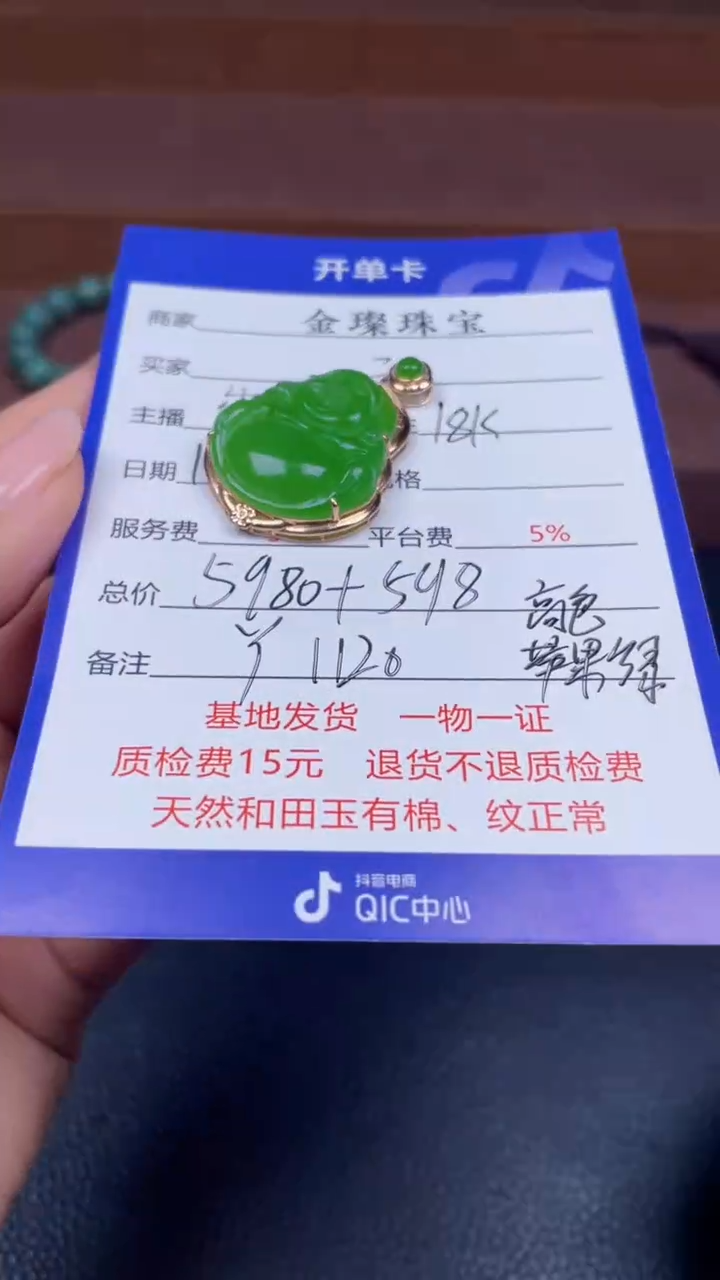 开单卡
商家 金璨珠宝
买家
主播 18K
日期 格
服务费 平台费 5%
总价 5980+598
高色
备注 ¥ 1120 苹果绿
基地发货 一物一证
质检费15元 退货不退质检费
天然和田玉有棉、纹正常
抖音电商
QIC中心